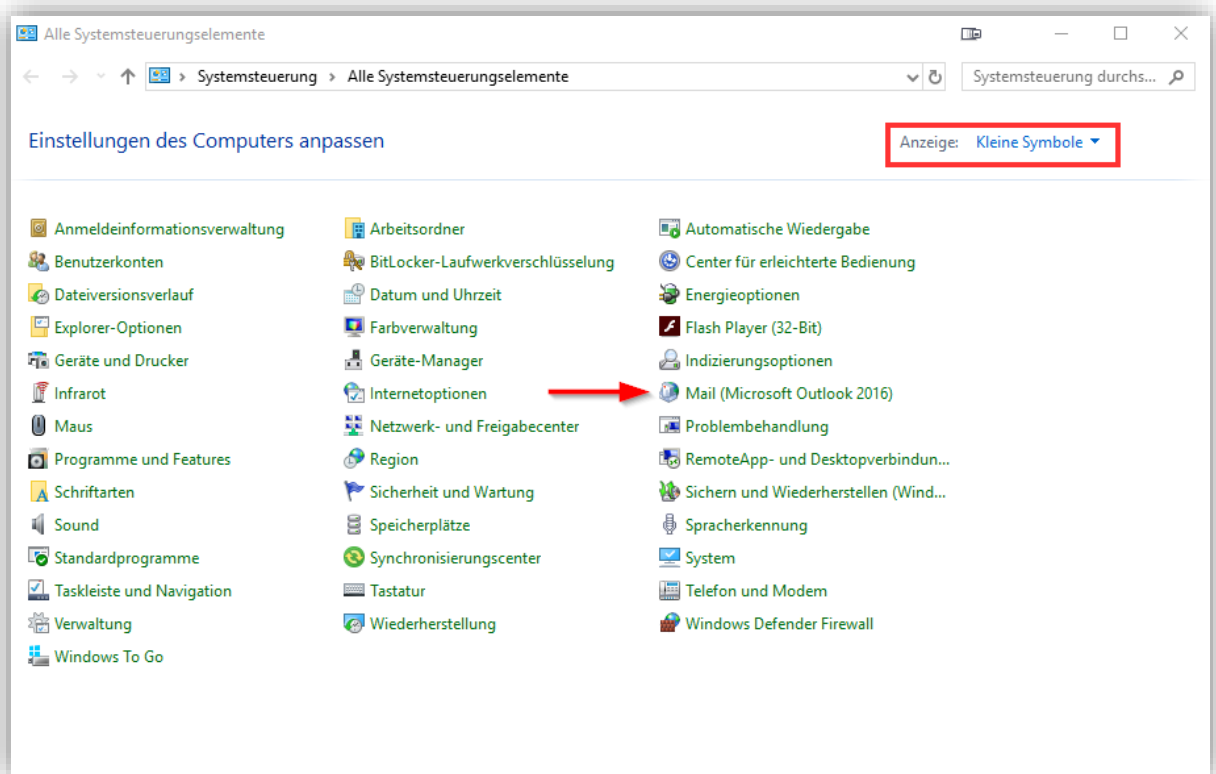 Alle Systemsteuerungselemente
Systemsteuerung > Alle Systemsteuerungselemente
Systemsteuerung durchs...
Einstellungen des Computers anpassen
Anzeige: Kleine Symbole
Anmeldeinformationsverwaltung
Arbeitsordner
Automatische Wiedergabe
Benutzerkonten
BitLocker-Laufwerkverschlüsselung
Center für erleichterte Bedienung
Dateiversionsverlauf
Datum und Uhrzeit
Energieoptionen
Explorer-Optionen
Farbverwaltung
Flash Player (32-Bit)
Geräte und Drucker
Geräte-Manager
Indizierungsoptionen
Infrarot
Internetoptionen
Mail (Microsoft Outlook 2016)
Maus
Netzwerk- und Freigabecenter
Problembehandlung
Programme und Features
Region
RemoteApp- und Desktopverbindun...
Schriftarten
Sicherheit und Wartung
Sichern und Wiederherstellen (Wind...
Sound
Speicherplätze
Spracherkennung
Standardprogramme
Synchronisierungscenter
System
Taskleiste und Navigation
Tastatur
Telefon und Modem
Verwaltung
Wiederherstellung
Windows Defender Firewall
Windows To Go